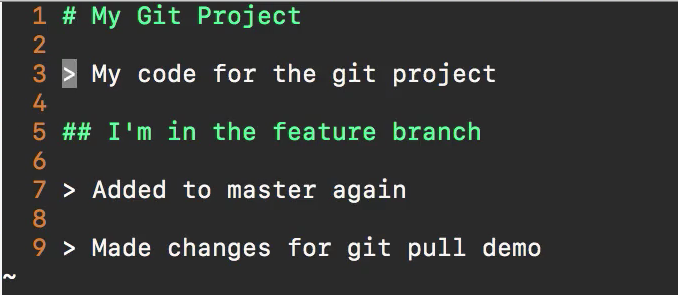 1 # My Git Project
2
3 > My code for the git project
4
5 ## I'm in the feature branch
6
7 > Added to master again
8
9 > Made changes for git pull demo
~